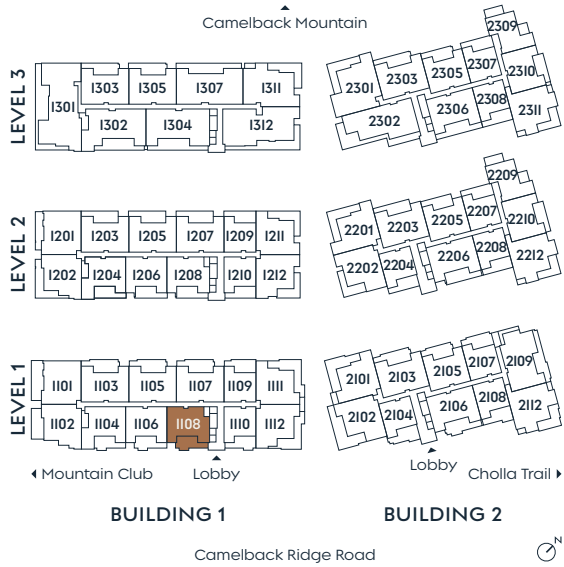 Camelback Mountain
LEVEL 3
1301 1303 1305 1307 1311
1302 1304 1312
2301 2303 2305 2307 2309 2310
2302 2306 2308 2311
LEVEL 2
1201 1203 1205 1207 1209 1211
1202 1204 1206 1208 1210 1212
2201 2203 2205 2207 2209 2210
2202 2204 2206 2208 2212
LEVEL 1
1101 1103 1105 1107 1109 1111
1102 1104 1106 1108 1110 1112
2101 2103 2105 2107 2109
2102 2104 2106 2108 2112
Mountain Club Lobby
Lobby Cholla Trail
BUILDING 1 BUILDING 2
Camelback Ridge Road
N